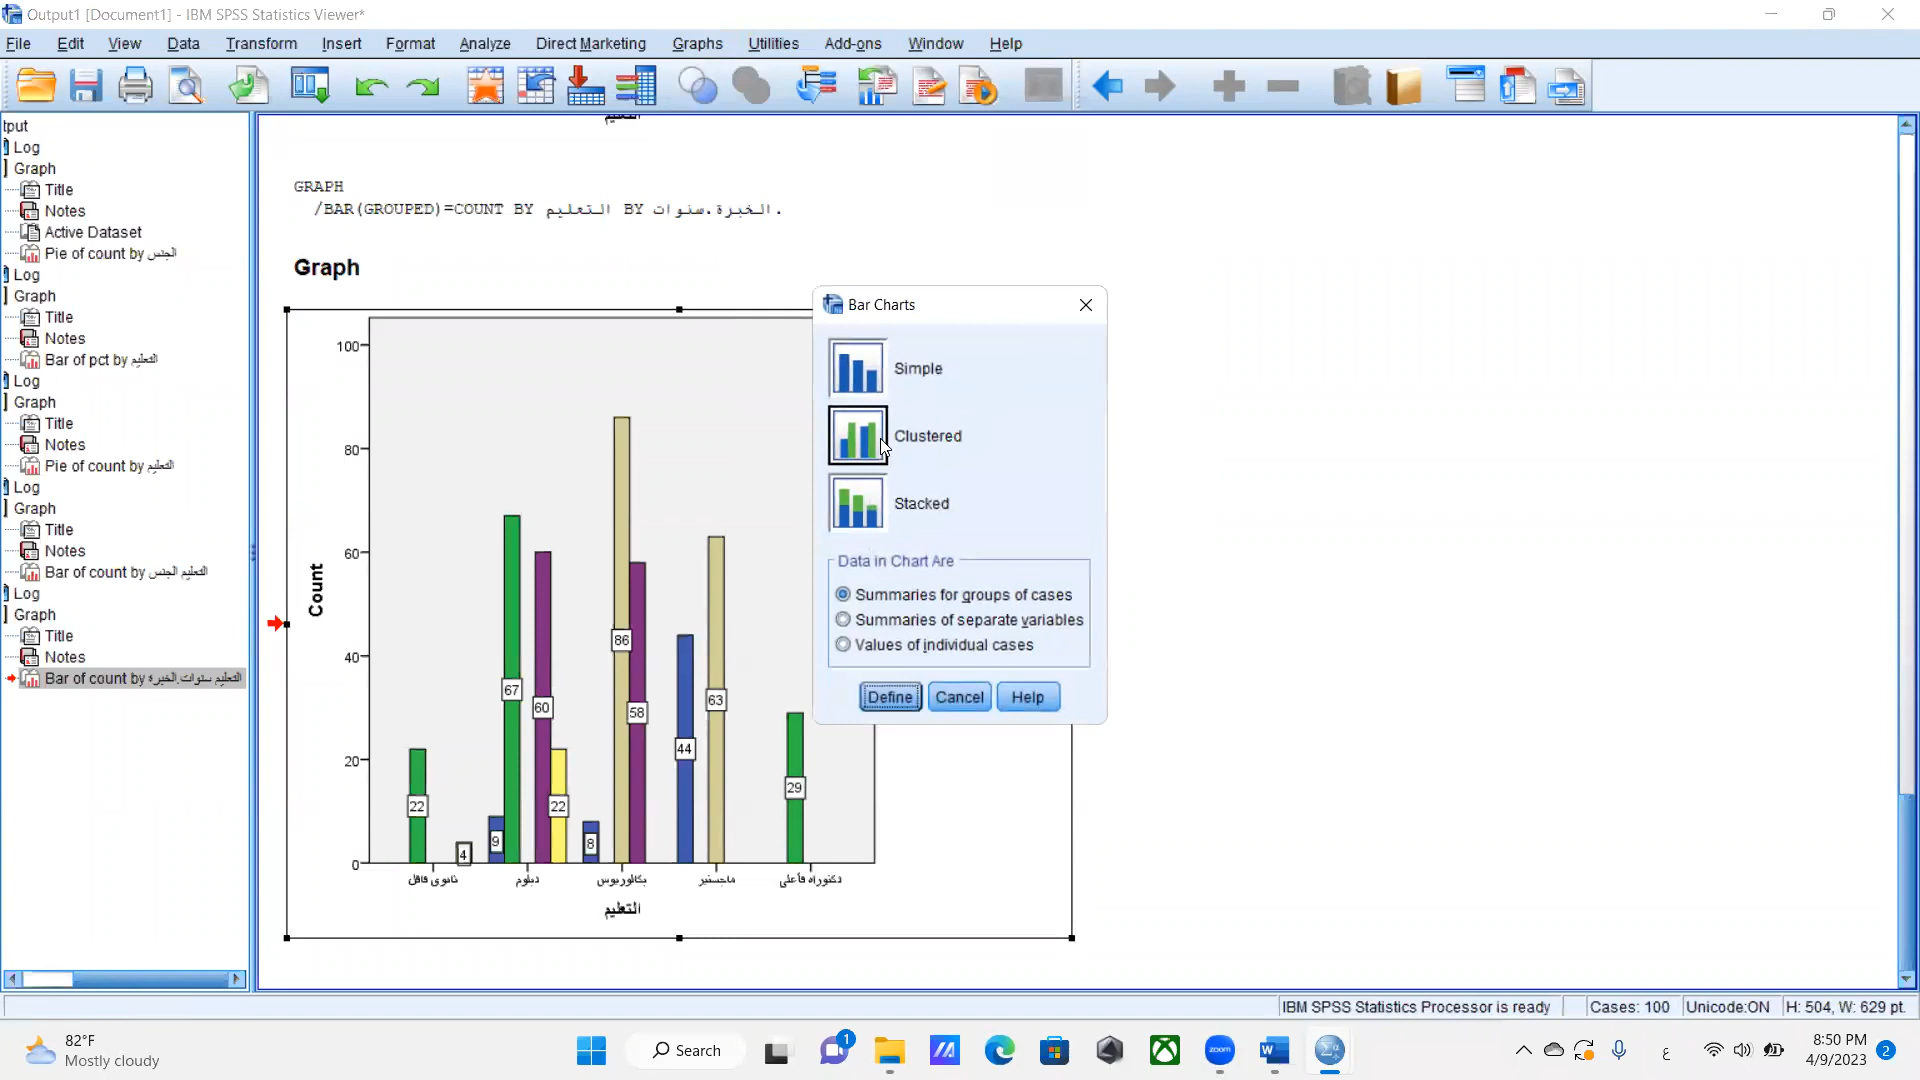 Output1 [Document1] - IBM SPSS Statistics Viewer*
File Edit View Data Transform Insert Format Analyze Direct Marketing Graphs Utilities Add-ons Window Help
tput
Log
Graph
Title
Notes
Active Dataset
Pie of count by الجنس
Log
Graph
Title
Notes
Bar of pct by التعليم
Log
Graph
Title
Notes
Pie of count by التعليم
Log
Graph
Title
Notes
Bar of count by التعليم الجنس
Log
Graph
Title
Notes
Bar of count by التعليم سنوات.الخبرة
التعليم
GRAPH
/BAR(GROUPED)=COUNT BY التعليم BY سنوات.الخبرة.
Graph
100
80
60
40
20
0
Count
22
4
9
67
60
22
8
86
58
44
63
29
دبلوم
بكالوريوس
ماجستير
دكتوراه فأعلى
التعليم
Bar Charts
Simple
Clustered
Stacked
Data in Chart Are
Summaries for groups of cases
Summaries of separate variables
Values of individual cases
Define Cancel Help
IBM SPSS Statistics Processor is ready Cases: 100 Unicode:ON H: 504, W: 629 pt.
82°F
Mostly cloudy
Search
1
zoom
W
ع
8:50 PM
4/9/2023
2